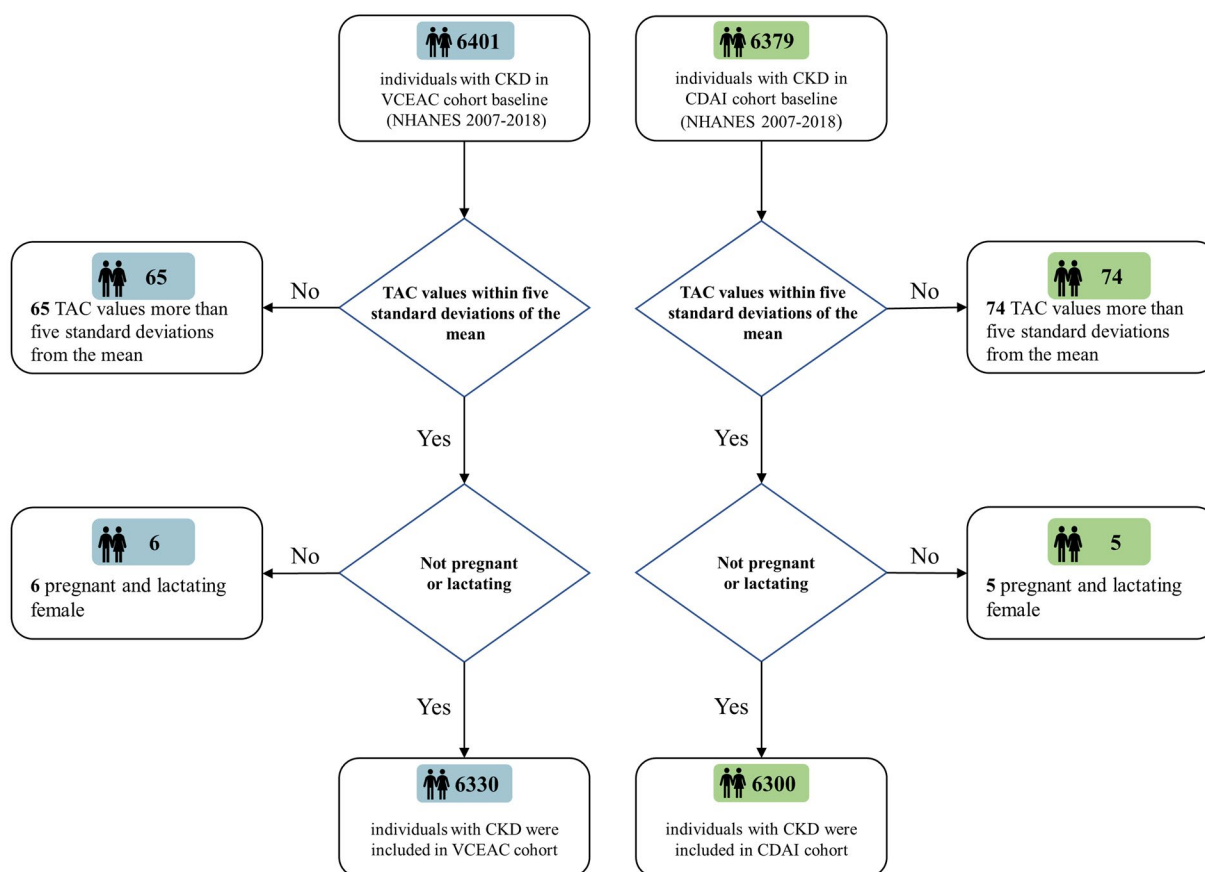 6401
individuals with CKD in
VCEAC cohort baseline
(NHANES 2007-2018)
6379
individuals with CKD in
CDAI cohort baseline
(NHANES 2007-2018)
TAC values within five
standard deviations of the
mean
No
65
65 TAC values more than
five standard deviations
from the mean
TAC values within five
standard deviations of the
mean
No
74
74 TAC values more than
five standard deviations
from the mean
Yes
Yes
Not pregnant
or lactating
No
6
6 pregnant and lactating
female
Not pregnant
or lactating
No
5
5 pregnant and lactating
female
Yes
Yes
6330
individuals with CKD were
included in VCEAC cohort
6300
individuals with CKD were
included in CDAI cohort